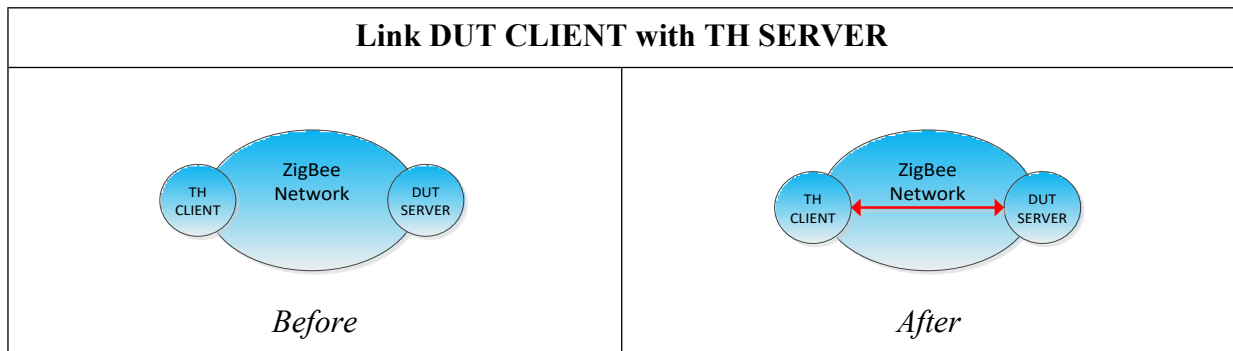 Link DUT CLIENT with TH SERVER
ZigBee
Network
TH
CLIENT
DUT
SERVER
Before
ZigBee
Network
TH
CLIENT
DUT
SERVER
After